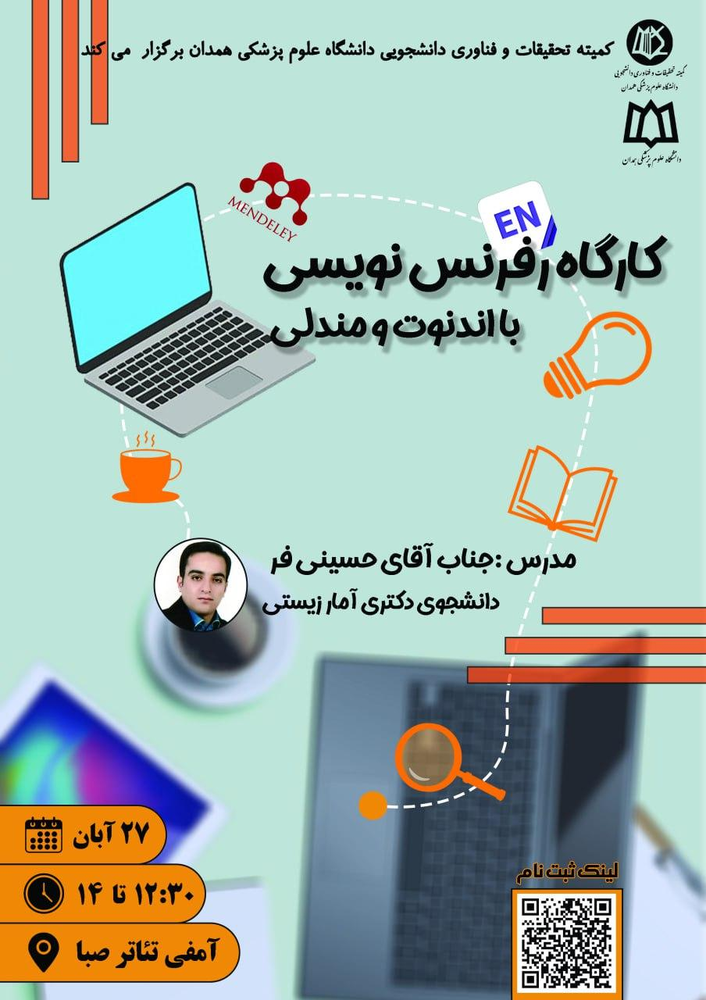 کمیته تحقیقات و فناوری دانشجویی دانشگاه علوم پزشکی همدان برگزار می کند
کمیته تحقیقات و فناوری دانشجویی
دانشگاه علوم پزشکی همدان
دانشگاه علوم پزشکی همدان
MENDELEY
EN
کارگاه رفرنس نویسی
با اندنوت و مندلی
مدرس : جناب آقای حسینی فر
دانشجوی دکتری آمار زیستی
۲۷ آبان
۱۲:۳۰ تا ۱۴
آمفی تئاتر صبا
لینک ثبت نام